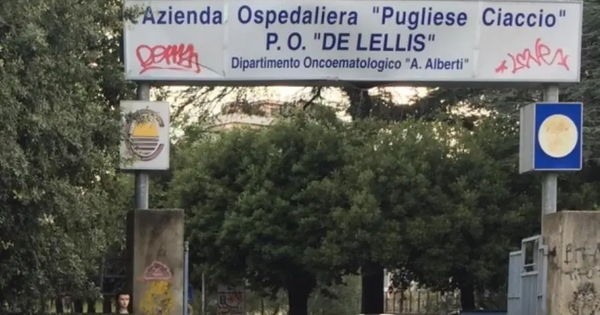 Azienda Ospedaliera "Pugliese Ciaccio"
P. O. "DE LELLIS"
Dipartimento Oncoematologico "A. Alberti"